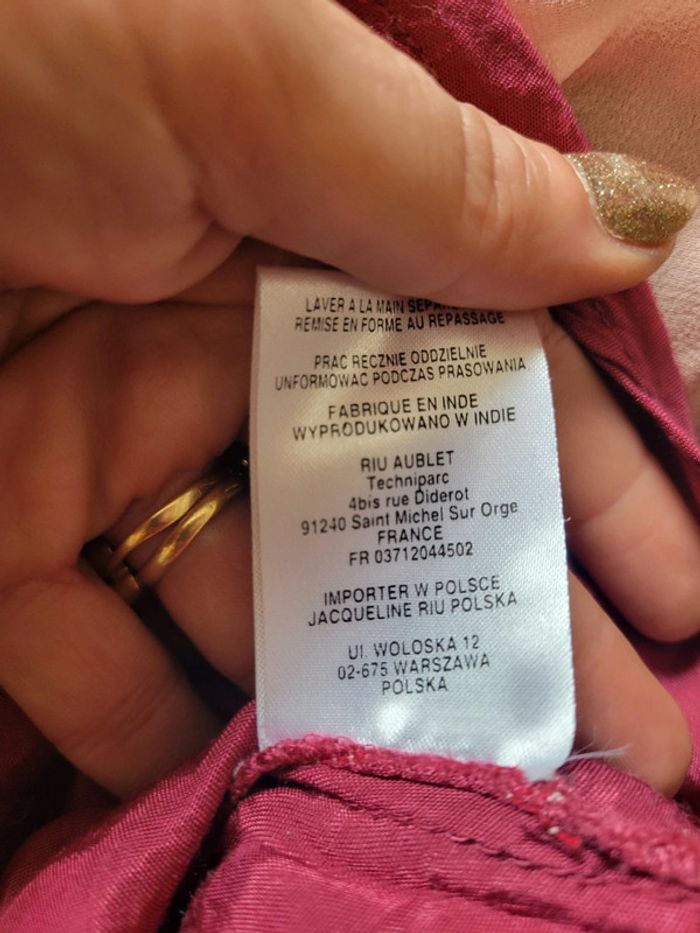 LAVER A LA MAIN
REMISE EN FORME AU REPASSAGE
PRAC RECZNIE ODDZIELNIE
UNFORMOWAC PODCZAS PRASOWANIA
FABRIQUE EN INDE
WYPRODUKOWANO W INDIE
RIU AUBLET
Techniparc
4bis rue Diderot
91240 Saint Michel Sur Orge
FRANCE
FR 03712044502
IMPORTER W POLSCE
JACQUELINE RIU POLSKA
Ul. WOLOSKA 12
02-675 WARSZAWA
POLSKA